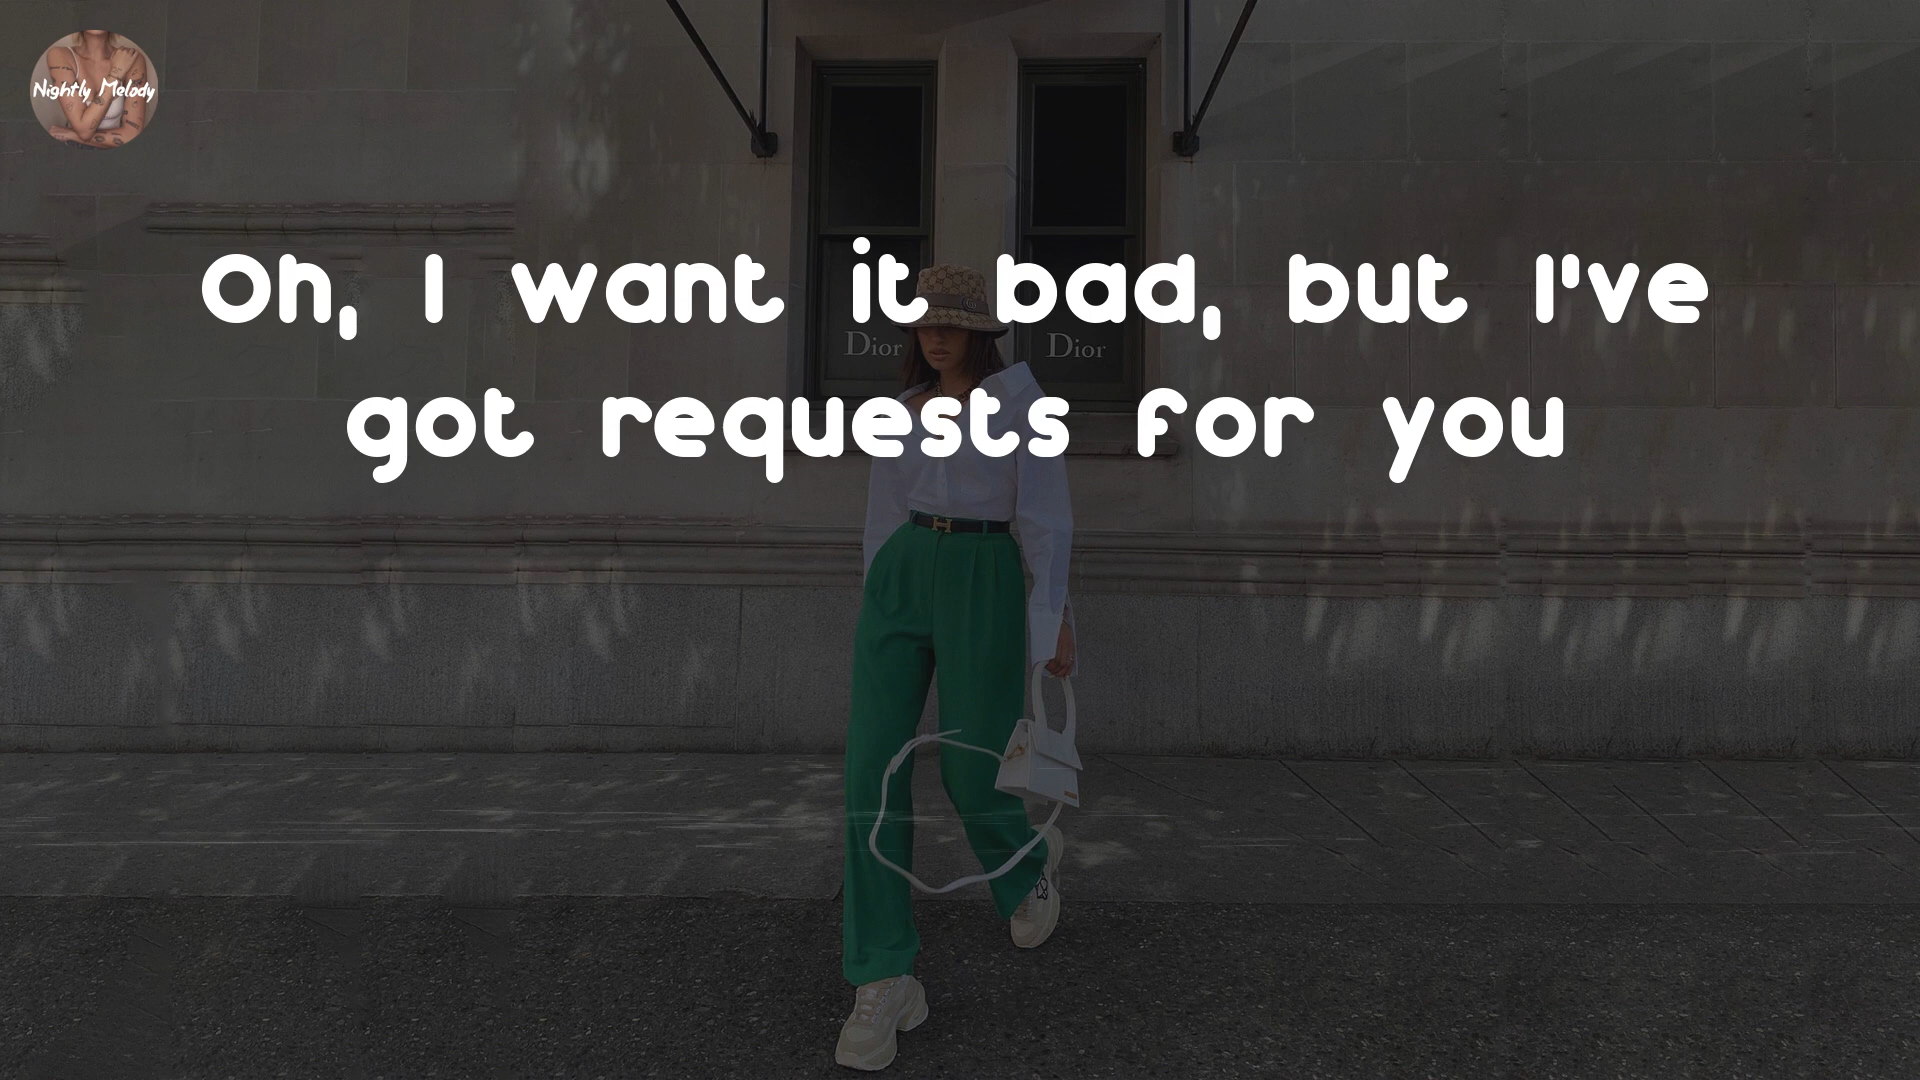 Nightly Melody
Oh, I want it bad, but I've
got requests for you
Dior
Dior